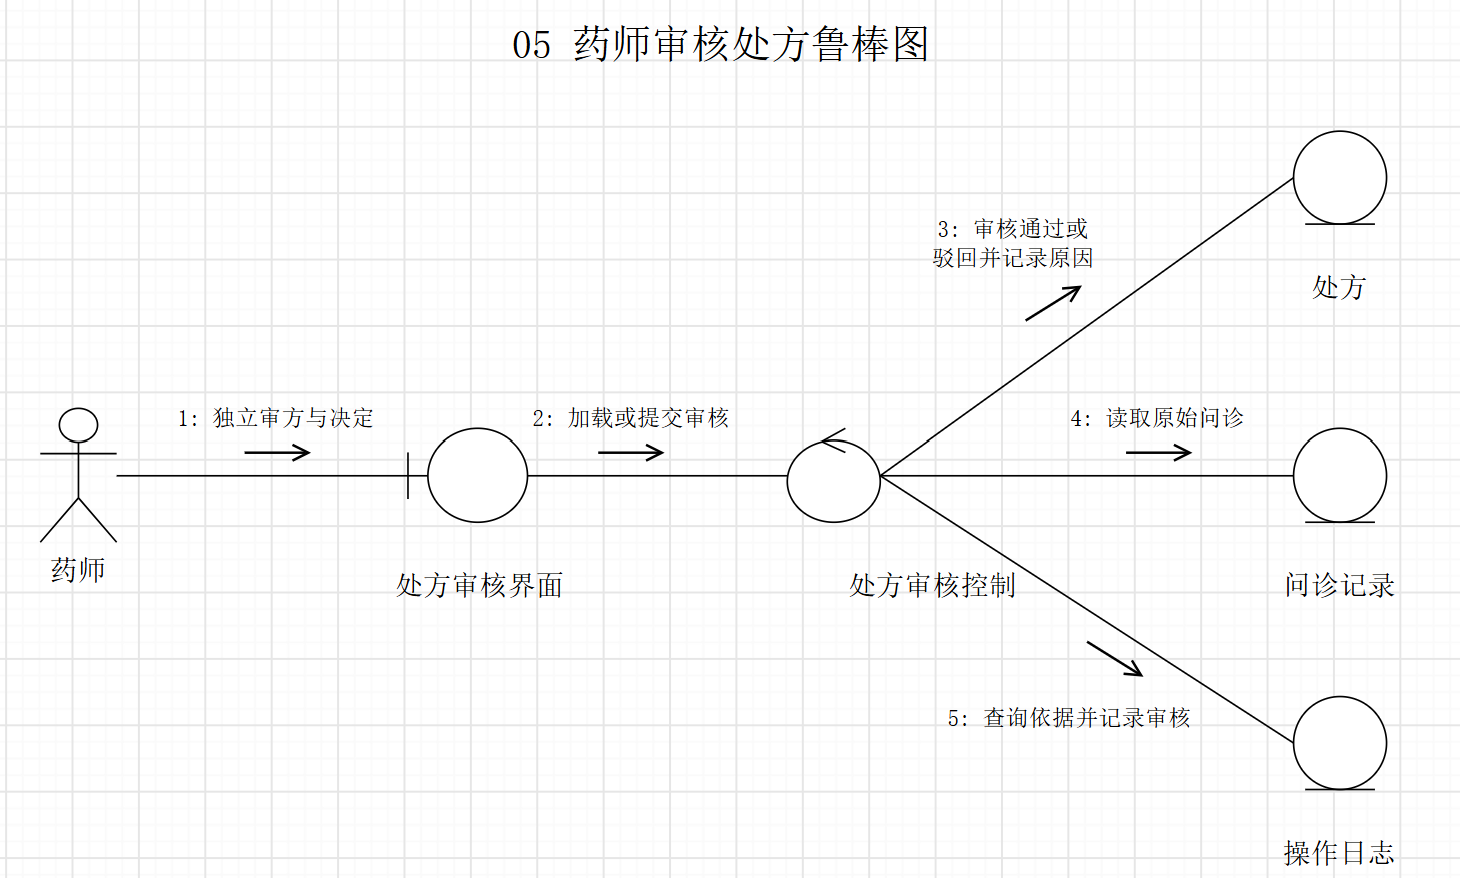 05 药师审核处方鲁棒图
3: 审核通过或
驳回并记录原因
处方
1: 独立审方与决定
2: 加载或提交审核
4: 读取原始问诊
药师
处方审核界面
处方审核控制
问诊记录
5: 查询依据并记录审核
操作日志